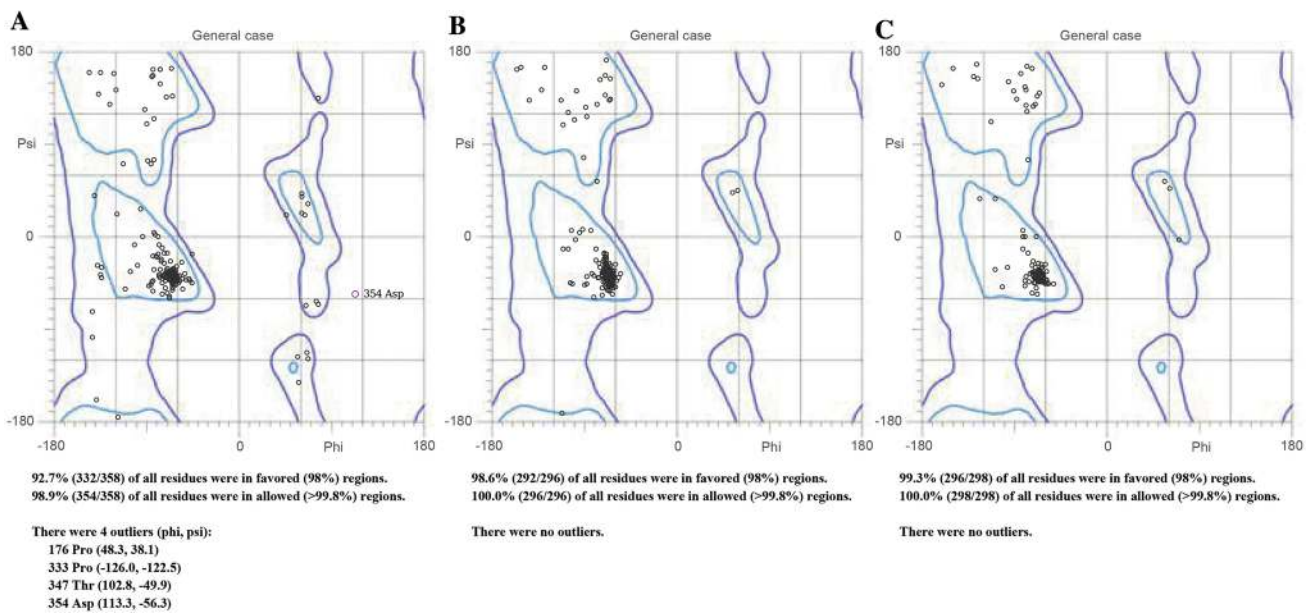 A
General case
180
Psi
0
-180
-180
0
Phi
180
354 Asp
92.7% (332/358) of all residues were in favored (98%) regions.
98.9% (354/358) of all residues were in allowed (>99.8%) regions.
There were 4 outliers (phi, psi):
176 Pro (48.3, 38.1)
333 Pro (-126.0, -122.5)
347 Thr (102.8, -49.9)
354 Asp (113.3, -56.3)
B
General case
180
Psi
0
-180
-180
0
Phi
180
98.6% (292/296) of all residues were in favored (98%) regions.
100.0% (296/296) of all residues were in allowed (>99.8%) regions.
There were no outliers.
C
General case
180
Psi
0
-180
-180
0
Phi
180
99.3% (296/298) of all residues were in favored (98%) regions.
100.0% (298/298) of all residues were in allowed (>99.8%) regions.
There were no outliers.